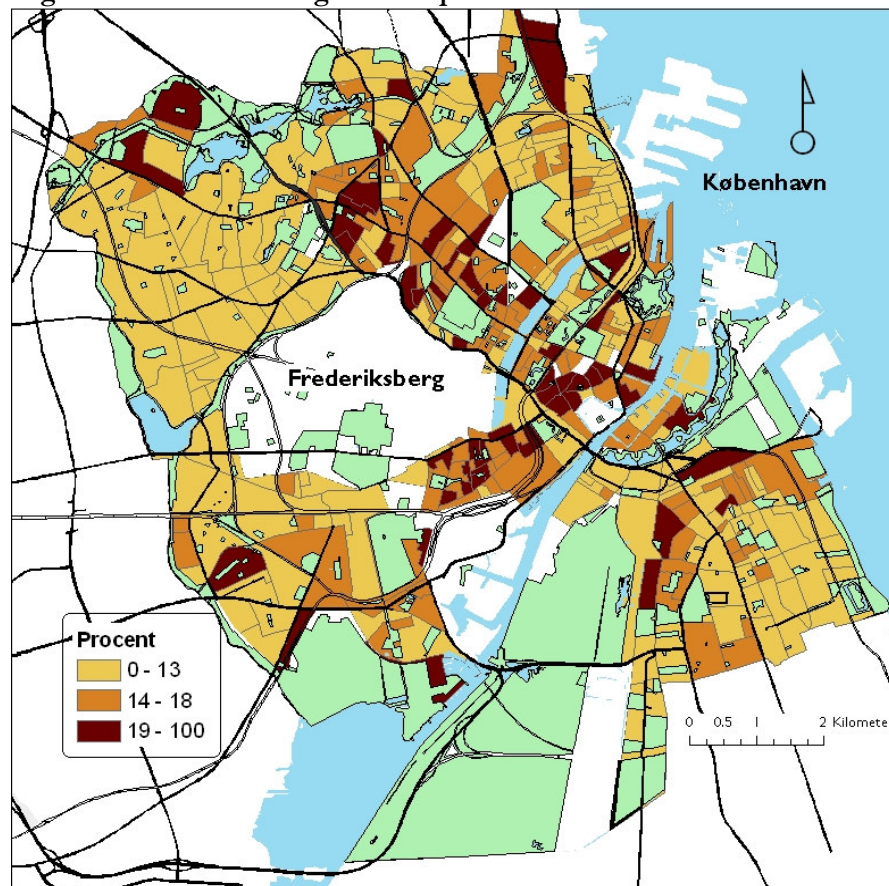 København
Frederiksberg
Procent
0 - 13
14 - 18
19 - 100
0 0.5 1 2 Kilomete